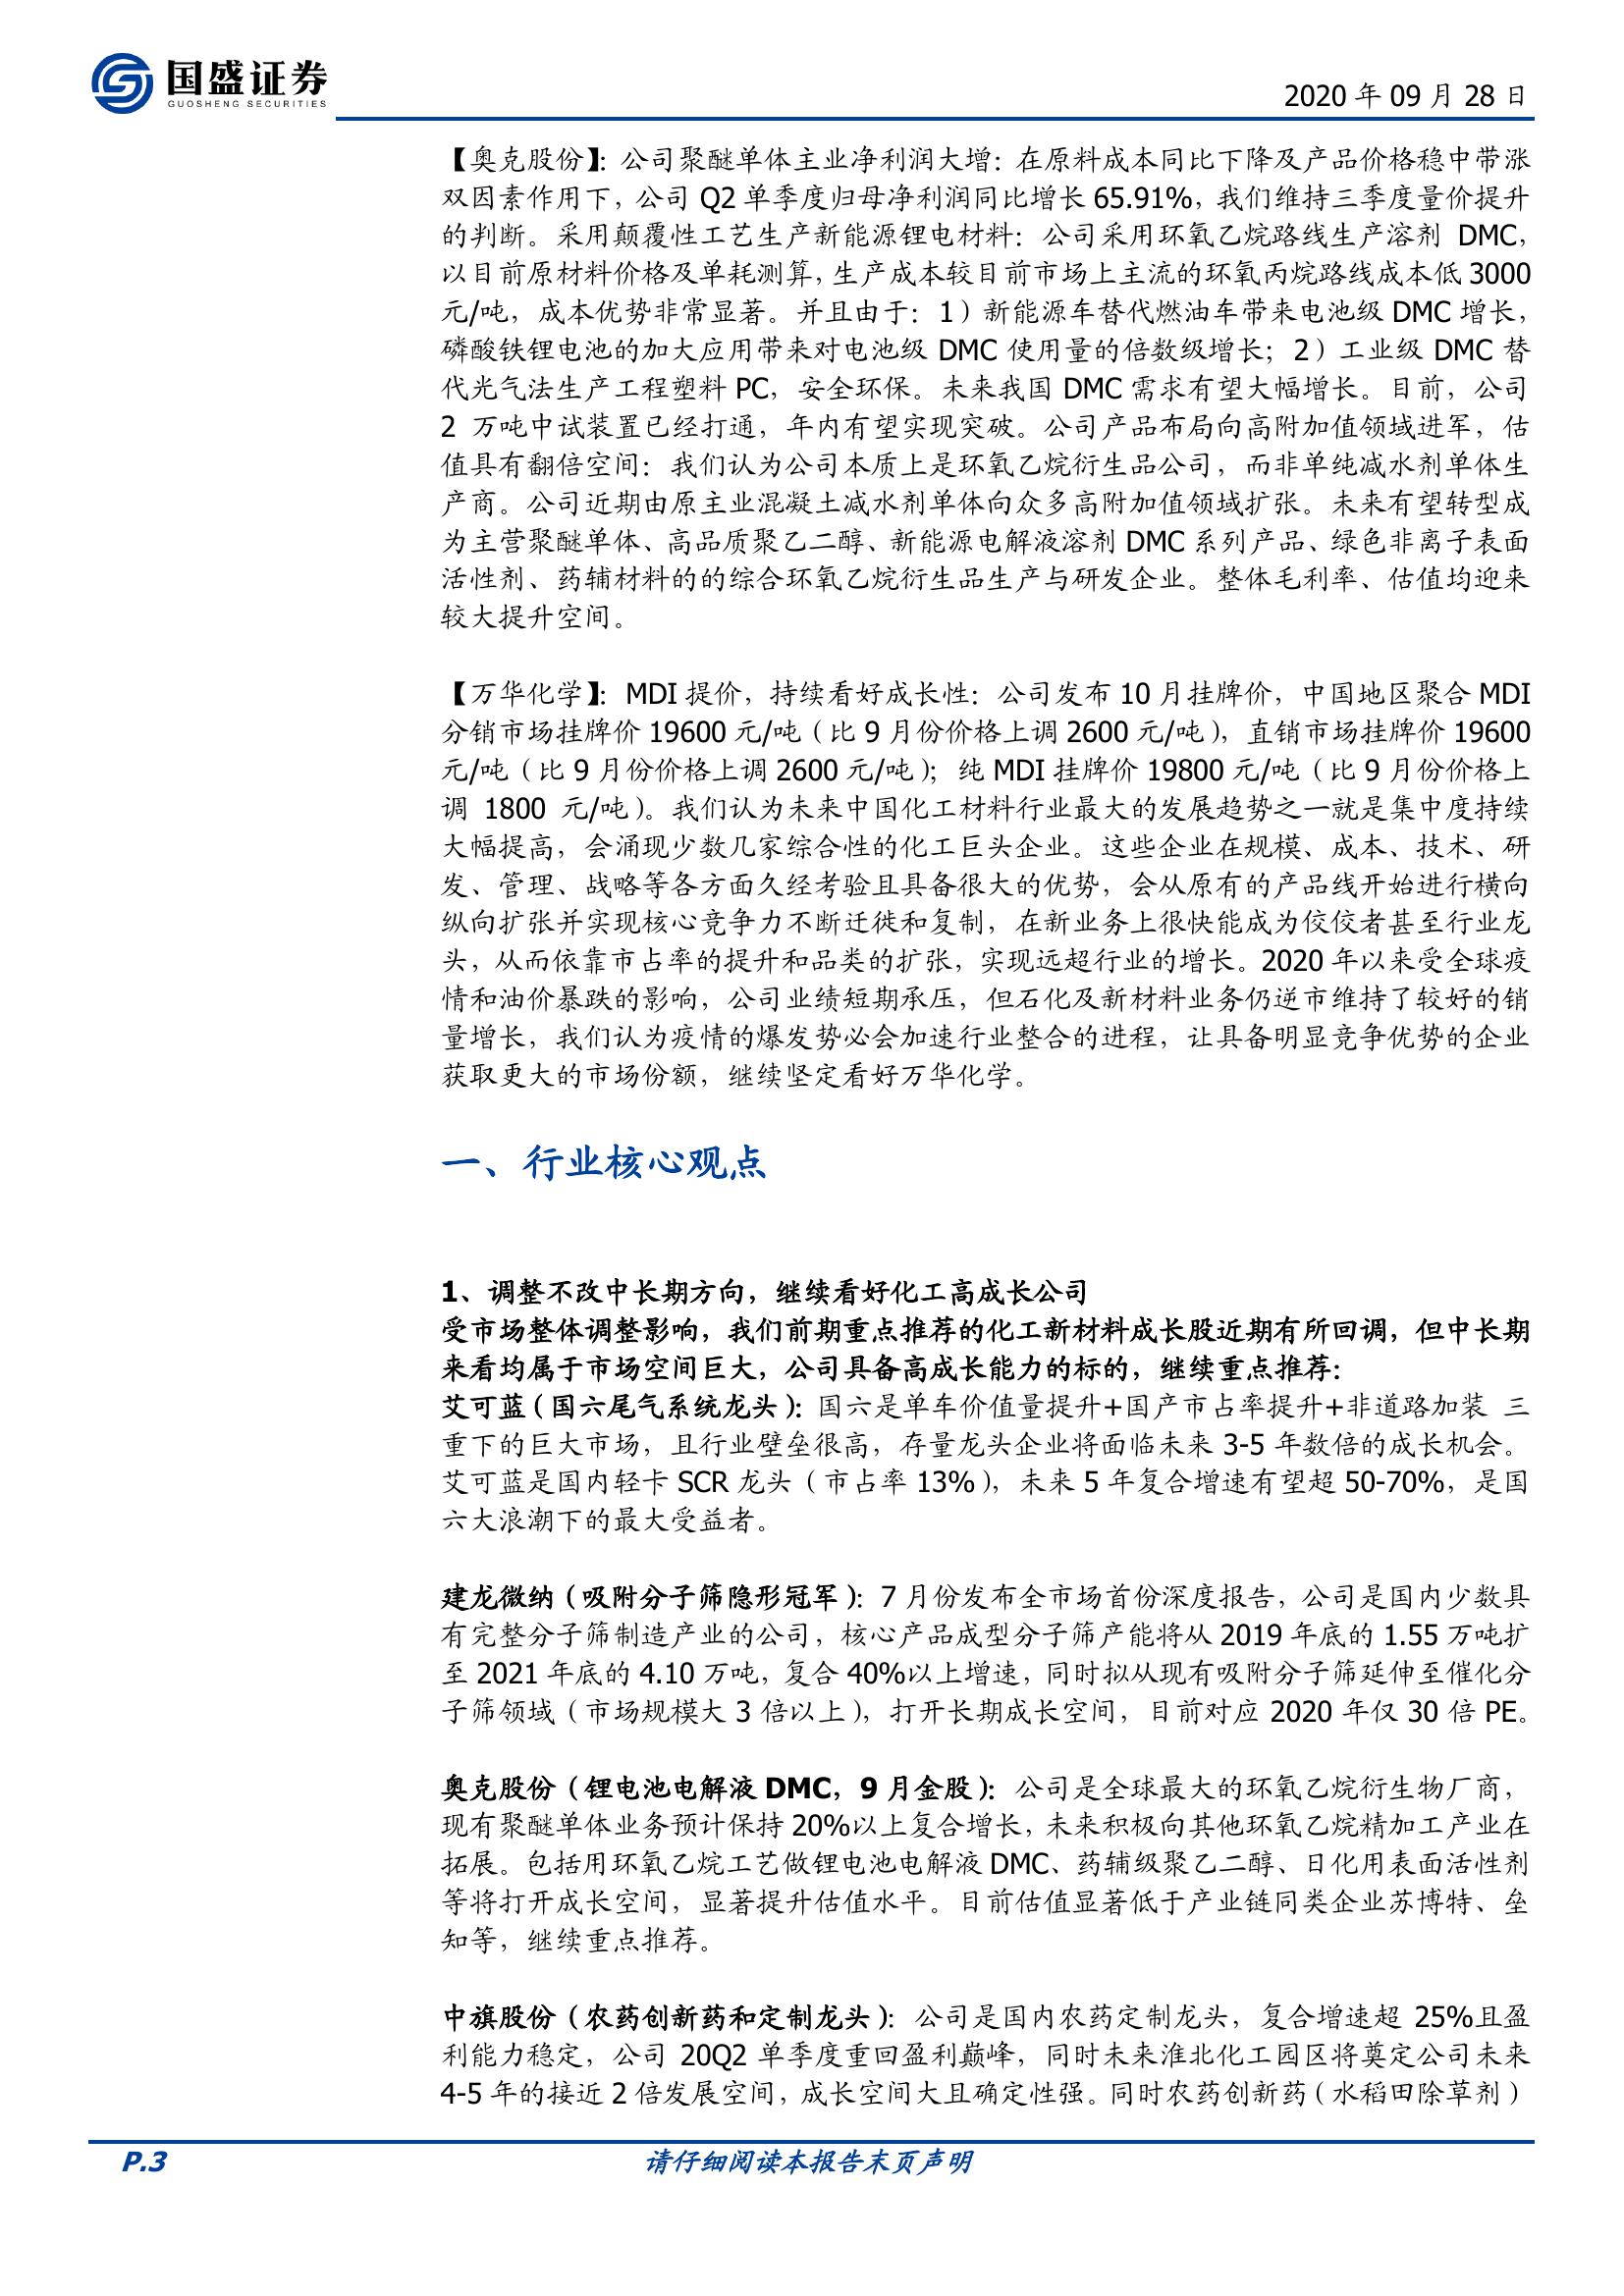 国盛证券
GUOSHENG SECURITIES
2020 年 09 月 28 日
【奥克股份】：公司聚醚单体主业净利润大增：在原料成本同比下降及产品价格稳中带涨
双因素作用下，公司 Q2 单季度归母净利润同比增长 65.91%，我们维持三季度量价提升
的判断。采用颠覆性工艺生产新能源锂电材料：公司采用环氧乙烷路线生产溶剂 DMC，
以目前原材料价格及单耗测算，生产成本较目前市场上主流的环氧丙烷路线成本低 3000
元/吨，成本优势非常显著。并且由于：1）新能源车替代燃油车带来电池级 DMC 增长，
磷酸铁锂电池的加大应用带来对电池级 DMC 使用量的倍数级增长；2）工业级 DMC 替
代光气法生产工程塑料 PC，安全环保。未来我国 DMC 需求有望大幅增长。目前，公司
2 万吨中试装置已经打通，年内有望实现突破。公司产品布局向高附加值领域进军，估
值具有翻倍空间：我们认为公司本质上是环氧乙烷衍生品公司，而非单纯减水剂单体生
产商。公司近期由原主业混凝土减水剂单体向众多高附加值领域扩张。未来有望转型成
为主营聚醚单体、高品质聚乙二醇、新能源电解液溶剂 DMC 系列产品、绿色非离子表面
活性剂、药辅材料的的综合环氧乙烷衍生品生产与研发企业。整体毛利率、估值均迎来
较大提升空间。
【万华化学】：MDI 提价，持续看好成长性：公司发布 10 月挂牌价，中国地区聚合 MDI
分销市场挂牌价 19600 元/吨（比 9 月份价格上调 2600 元/吨），直销市场挂牌价 19600
元/吨（比 9 月份价格上调 2600 元/吨）；纯 MDI 挂牌价 19800 元/吨（比 9 月份价格上
调 1800 元/吨）。我们认为未来中国化工材料行业最大的发展趋势之一就是集中度持续
大幅提高，会涌现少数几家综合性的化工巨头企业。这些企业在规模、成本、技术、研
发、管理、战略等各方面久经考验且具备很大的优势，会从原有的产品线开始进行横向
纵向扩张并实现核心竞争力不断迁徙和复制，在新业务上很快能成为佼佼者甚至行业龙
头，从而依靠市占率的提升和品类的扩张，实现远超行业的增长。2020 年以来受全球疫
情和油价暴跌的影响，公司业绩短期承压，但石化及新材料业务仍逆市维持了较好的销
量增长，我们认为疫情的爆发势必会加速行业整合的进程，让具备明显竞争优势的企业
获取更大的市场份额，继续坚定看好万华化学。
一、行业核心观点
1、调整不改中长期方向，继续看好化工高成长公司
受市场整体调整影响，我们前期重点推荐的化工新材料成长股近期有所回调，但中长期
来看均属于市场空间巨大，公司具备高成长能力的标的，继续重点推荐：
艾可蓝（国六尾气系统龙头）：国六是单车价值量提升+国产市占率提升+非道路加装 三
重下的巨大市场，且行业壁垒很高，存量龙头企业将面临未来 3-5 年数倍的成长机会。
艾可蓝是国内轻卡 SCR 龙头（市占率 13%），未来 5 年复合增速有望超 50-70%，是国
六大浪潮下的最大受益者。
建龙微纳（吸附分子筛隐形冠军）：7 月份发布全市场首份深度报告，公司是国内少数具
有完整分子筛制造产业的公司，核心产品成型分子筛产能将从 2019 年底的 1.55 万吨扩
至 2021 年底的 4.10 万吨，复合 40%以上增速，同时拟从现有吸附分子筛延伸至催化分
子筛领域（市场规模大 3 倍以上），打开长期成长空间，目前对应 2020 年仅 30 倍 PE。
奥克股份（锂电池电解液 DMC，9 月金股）：公司是全球最大的环氧乙烷衍生物厂商，
现有聚醚单体业务预计保持 20%以上复合增长，未来积极向其他环氧乙烷精加工产业在
拓展。包括用环氧乙烷工艺做锂电池电解液 DMC、药辅级聚乙二醇、日化用表面活性剂
等将打开成长空间，显著提升估值水平。目前估值显著低于产业链同类企业苏博特、垒
知等，继续重点推荐。
中旗股份（农药创新药和定制龙头）：公司是国内农药定制龙头，复合增速超 25%且盈
利能力稳定，公司 20Q2 单季度重回盈利巅峰，同时未来淮北化工园区将奠定公司未来
4-5 年的接近 2 倍发展空间，成长空间大且确定性强。同时农药创新药（水稻田除草剂）
P.3
请仔细阅读本报告末页声明